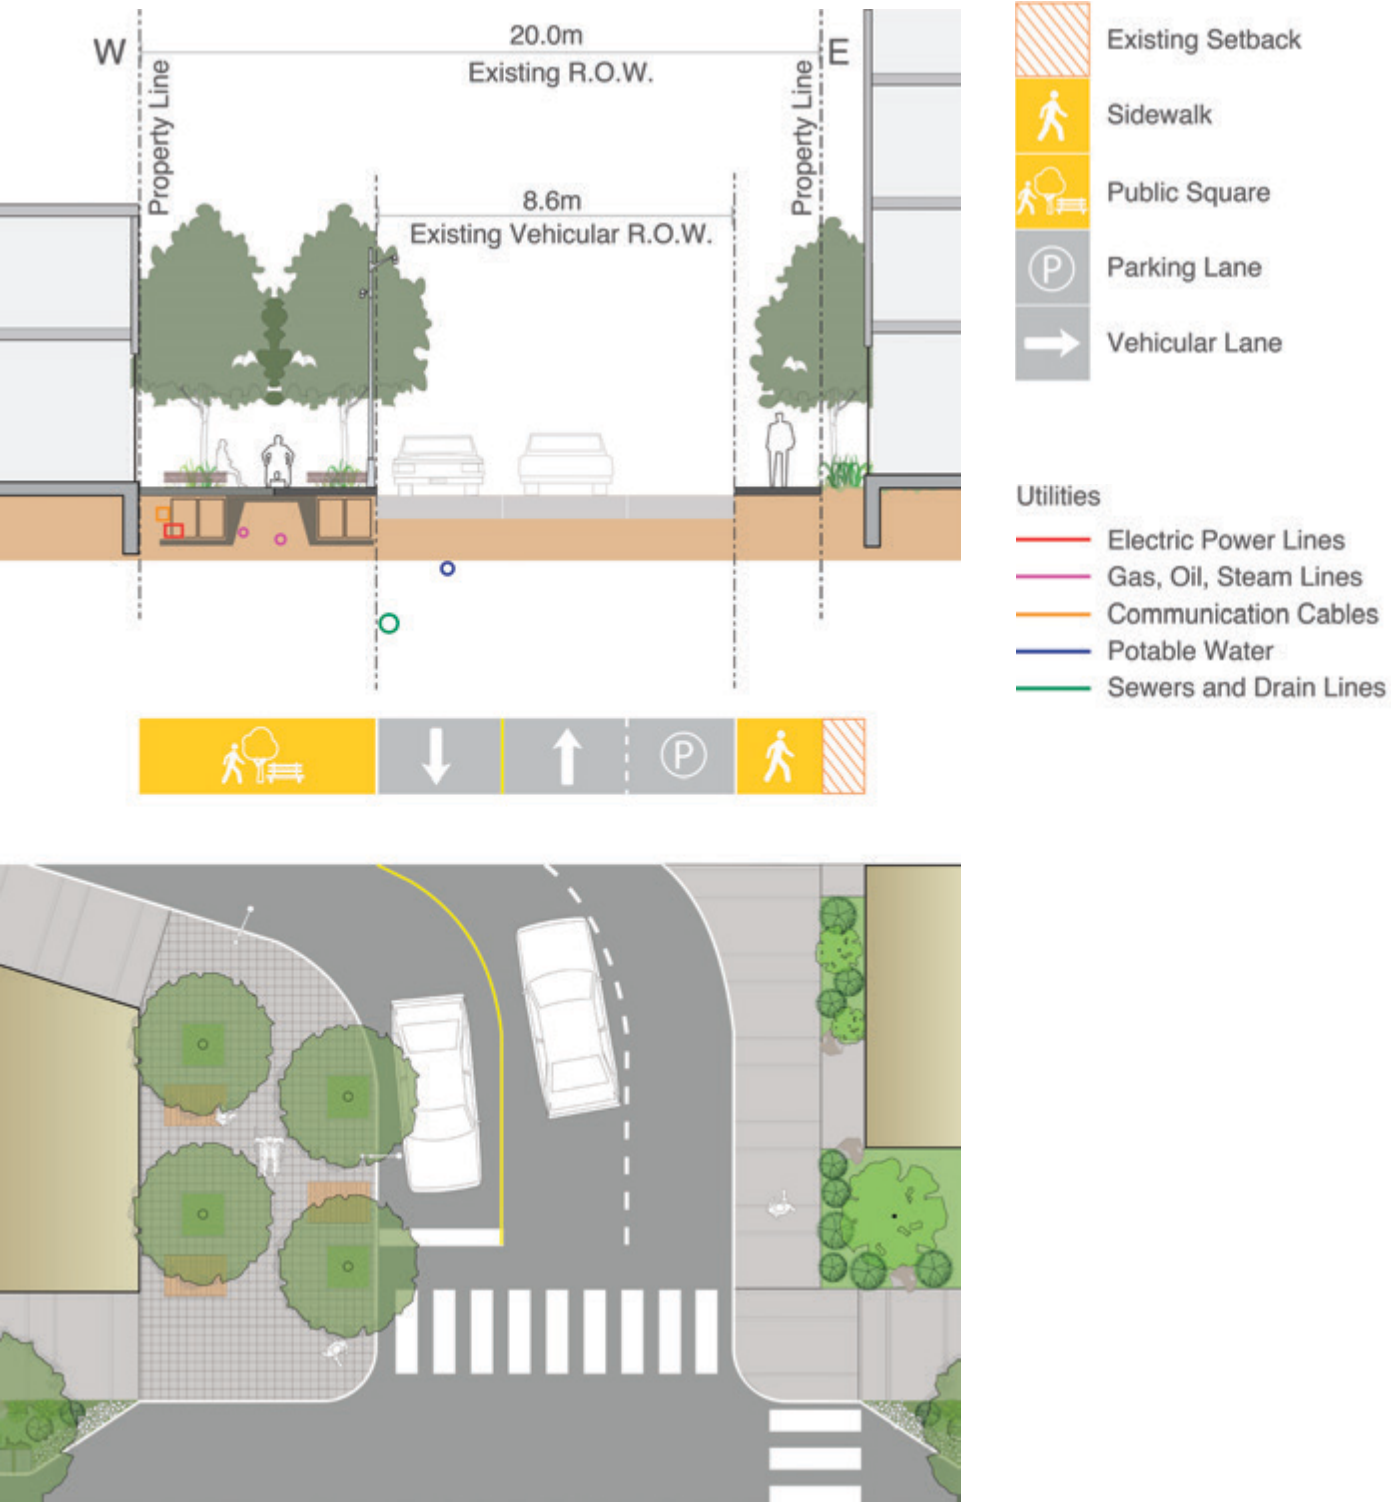 W
20.0m
E
Existing R.O.W.
Property Line
Property Line
8.6m
Existing Vehicular R.O.W.
P
Existing Setback
Sidewalk
Public Square
P
Parking Lane
Vehicular Lane
Utilities
Electric Power Lines
Gas, Oil, Steam Lines
Communication Cables
Potable Water
Sewers and Drain Lines